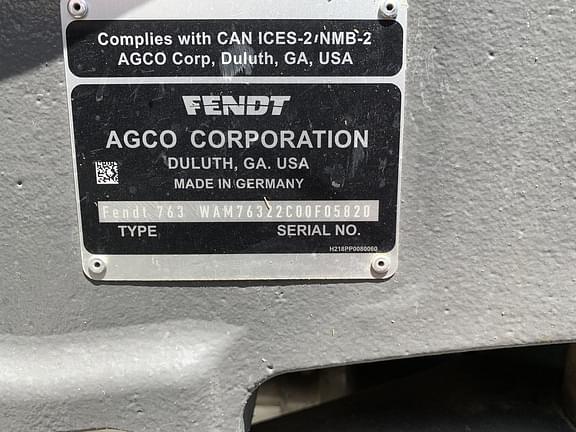 Complies with CAN ICES-2/NMB-2
AGCO Corp, Duluth, GA, USA
FENDT
AGCO CORPORATION
DULUTH, GA. USA
MADE IN GERMANY
Fendt 763 WAM76322C00F05820
TYPE SERIAL NO.
H218PP0080060